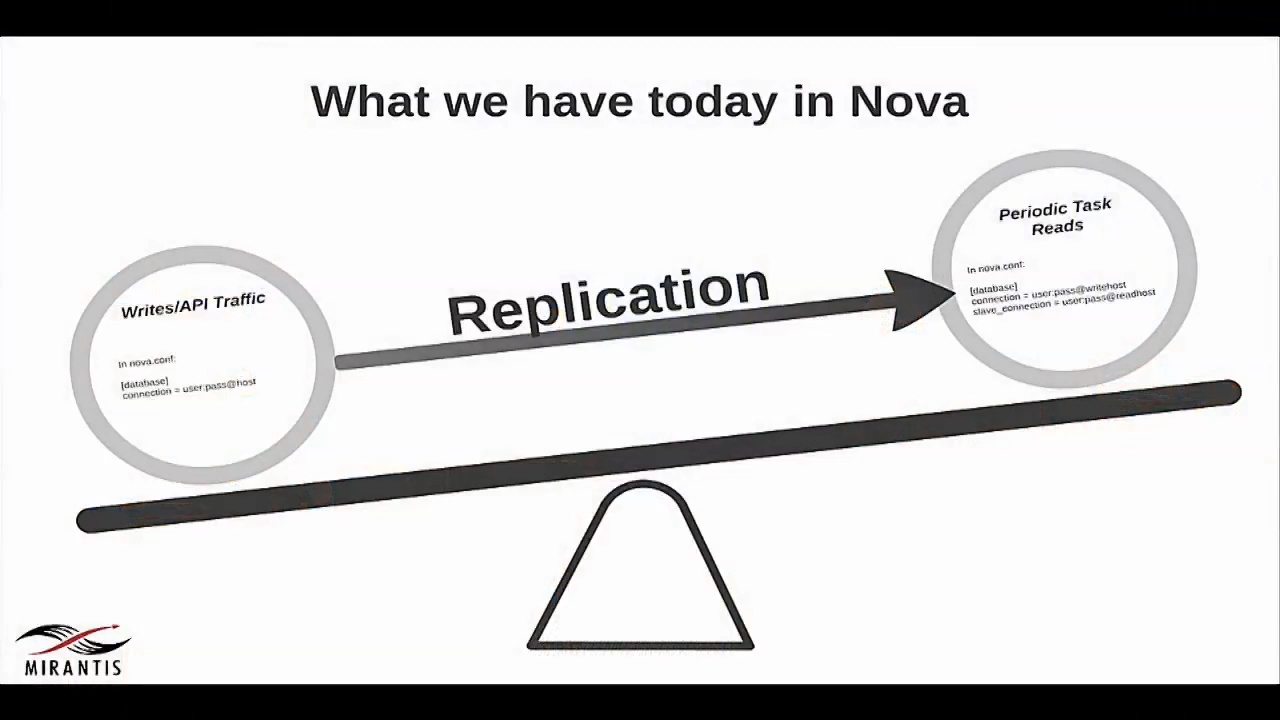 What we have today in Nova
Writes/API Traffic
In nova.conf:
[database]
connection = user:pass@host
Replication
Periodic Task
Reads
In nova.conf:
[database]
connection = user:pass@writehost
slave_connection = user:pass@readhost
MIRANTIS